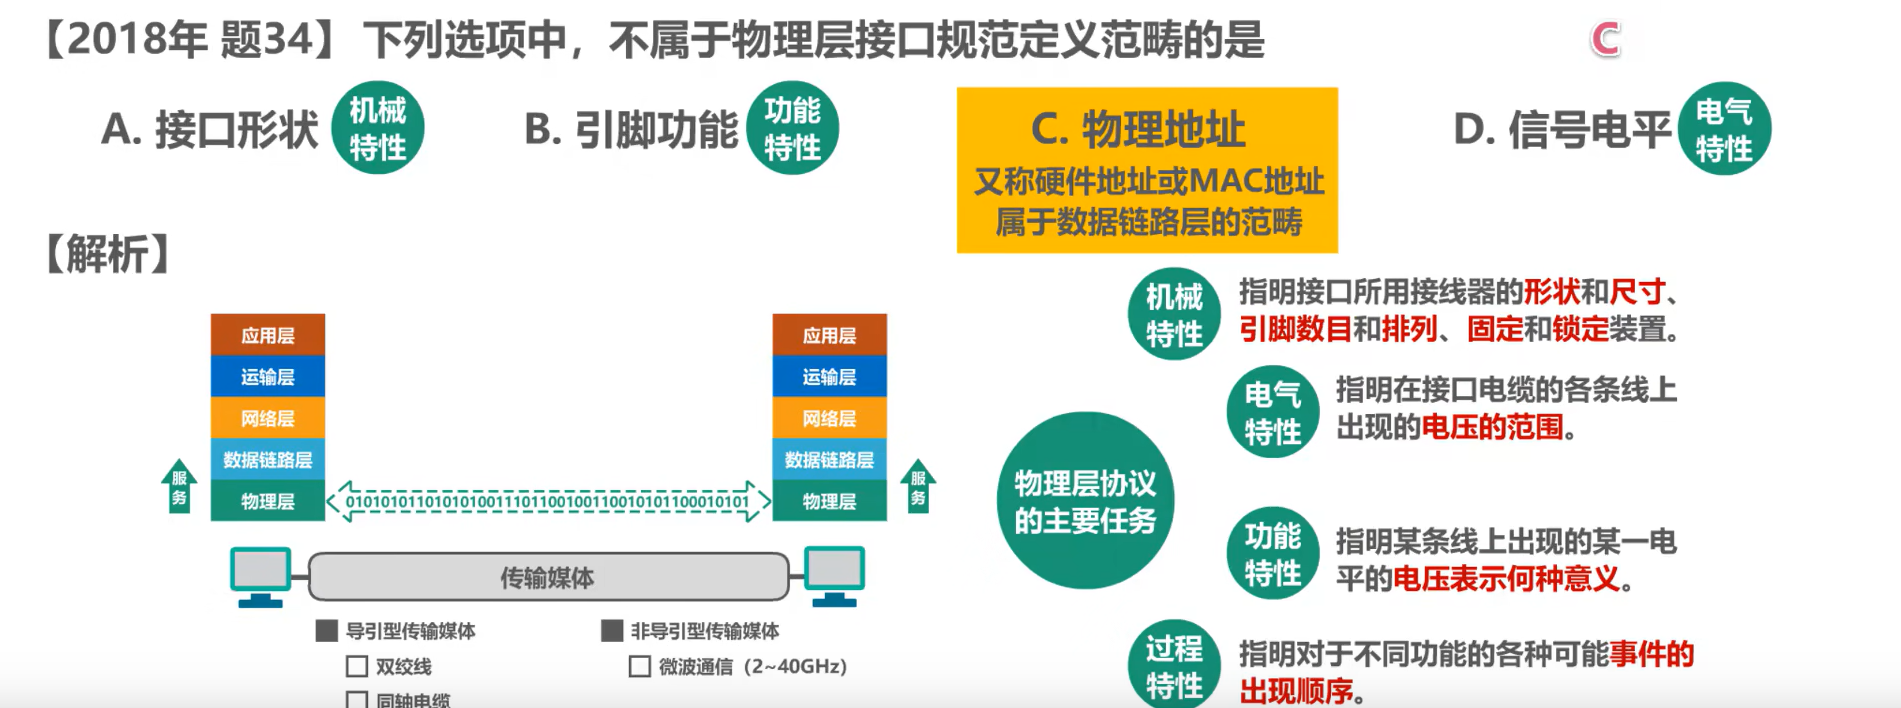 【2018年 题34】 下列选项中，不属于物理层接口规范定义范畴的是
C
A. 接口形状
机械
特性
B. 引脚功能
功能
特性
C. 物理地址
又称硬件地址或MAC地址
属于数据链路层的范畴
D. 信号电平
电气
特性
【解析】
应用层
运输层
网络层
数据链路层
物理层
服务
0101010110101010011101100100110010101100010101
应用层
运输层
网络层
数据链路层
物理层
服务
传输媒体
导引型传输媒体
双绞线
同轴电缆
非导引型传输媒体
微波通信（2~40GHz）
物理层协议
的主要任务
机械
特性
指明接口所用接线器的形状和尺寸、
引脚数目和排列、固定和锁定装置。
电气
特性
指明在接口电缆的各条线上
出现的电压的范围。
功能
特性
指明某条线上出现的某一电
平的电压表示何种意义。
过程
特性
指明对于不同功能的各种可能事件的
出现顺序。